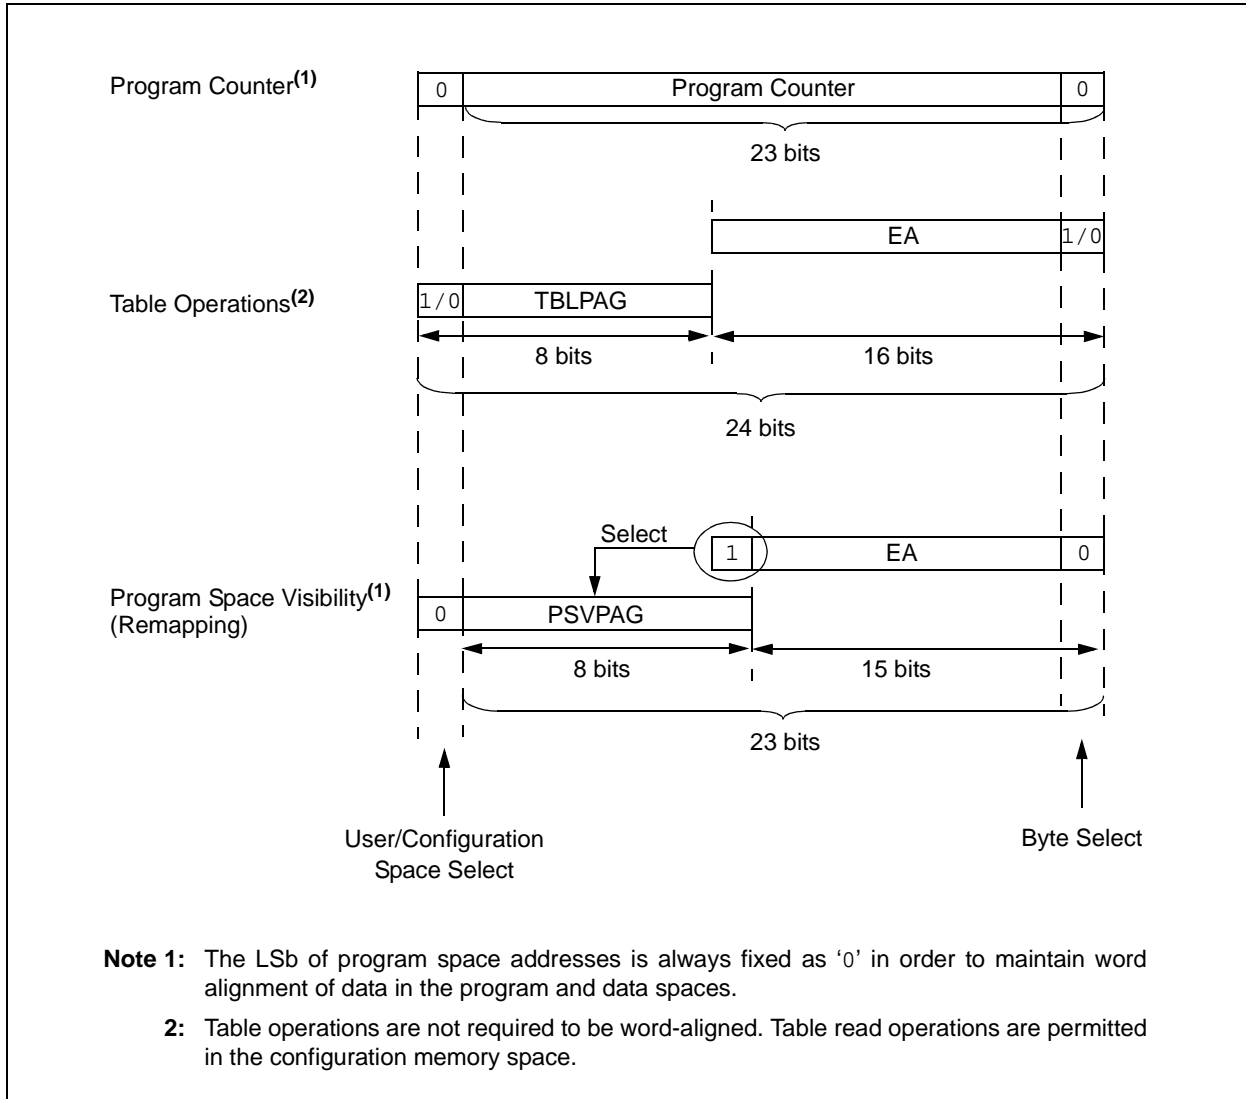 Program Counter(1)
0 Program Counter 0
23 bits
EA 1/0
Table Operations(2)
1/0 TBLPAG
8 bits 16 bits
24 bits
Select
1 EA 0
Program Space Visibility(1)
(Remapping)
0 PSVPAG
8 bits 15 bits
23 bits
User/Configuration
Space Select
Byte Select
Note 1: The LSb of program space addresses is always fixed as ‘0’ in order to maintain word
alignment of data in the program and data spaces.
2: Table operations are not required to be word-aligned. Table read operations are permitted
in the configuration memory space.